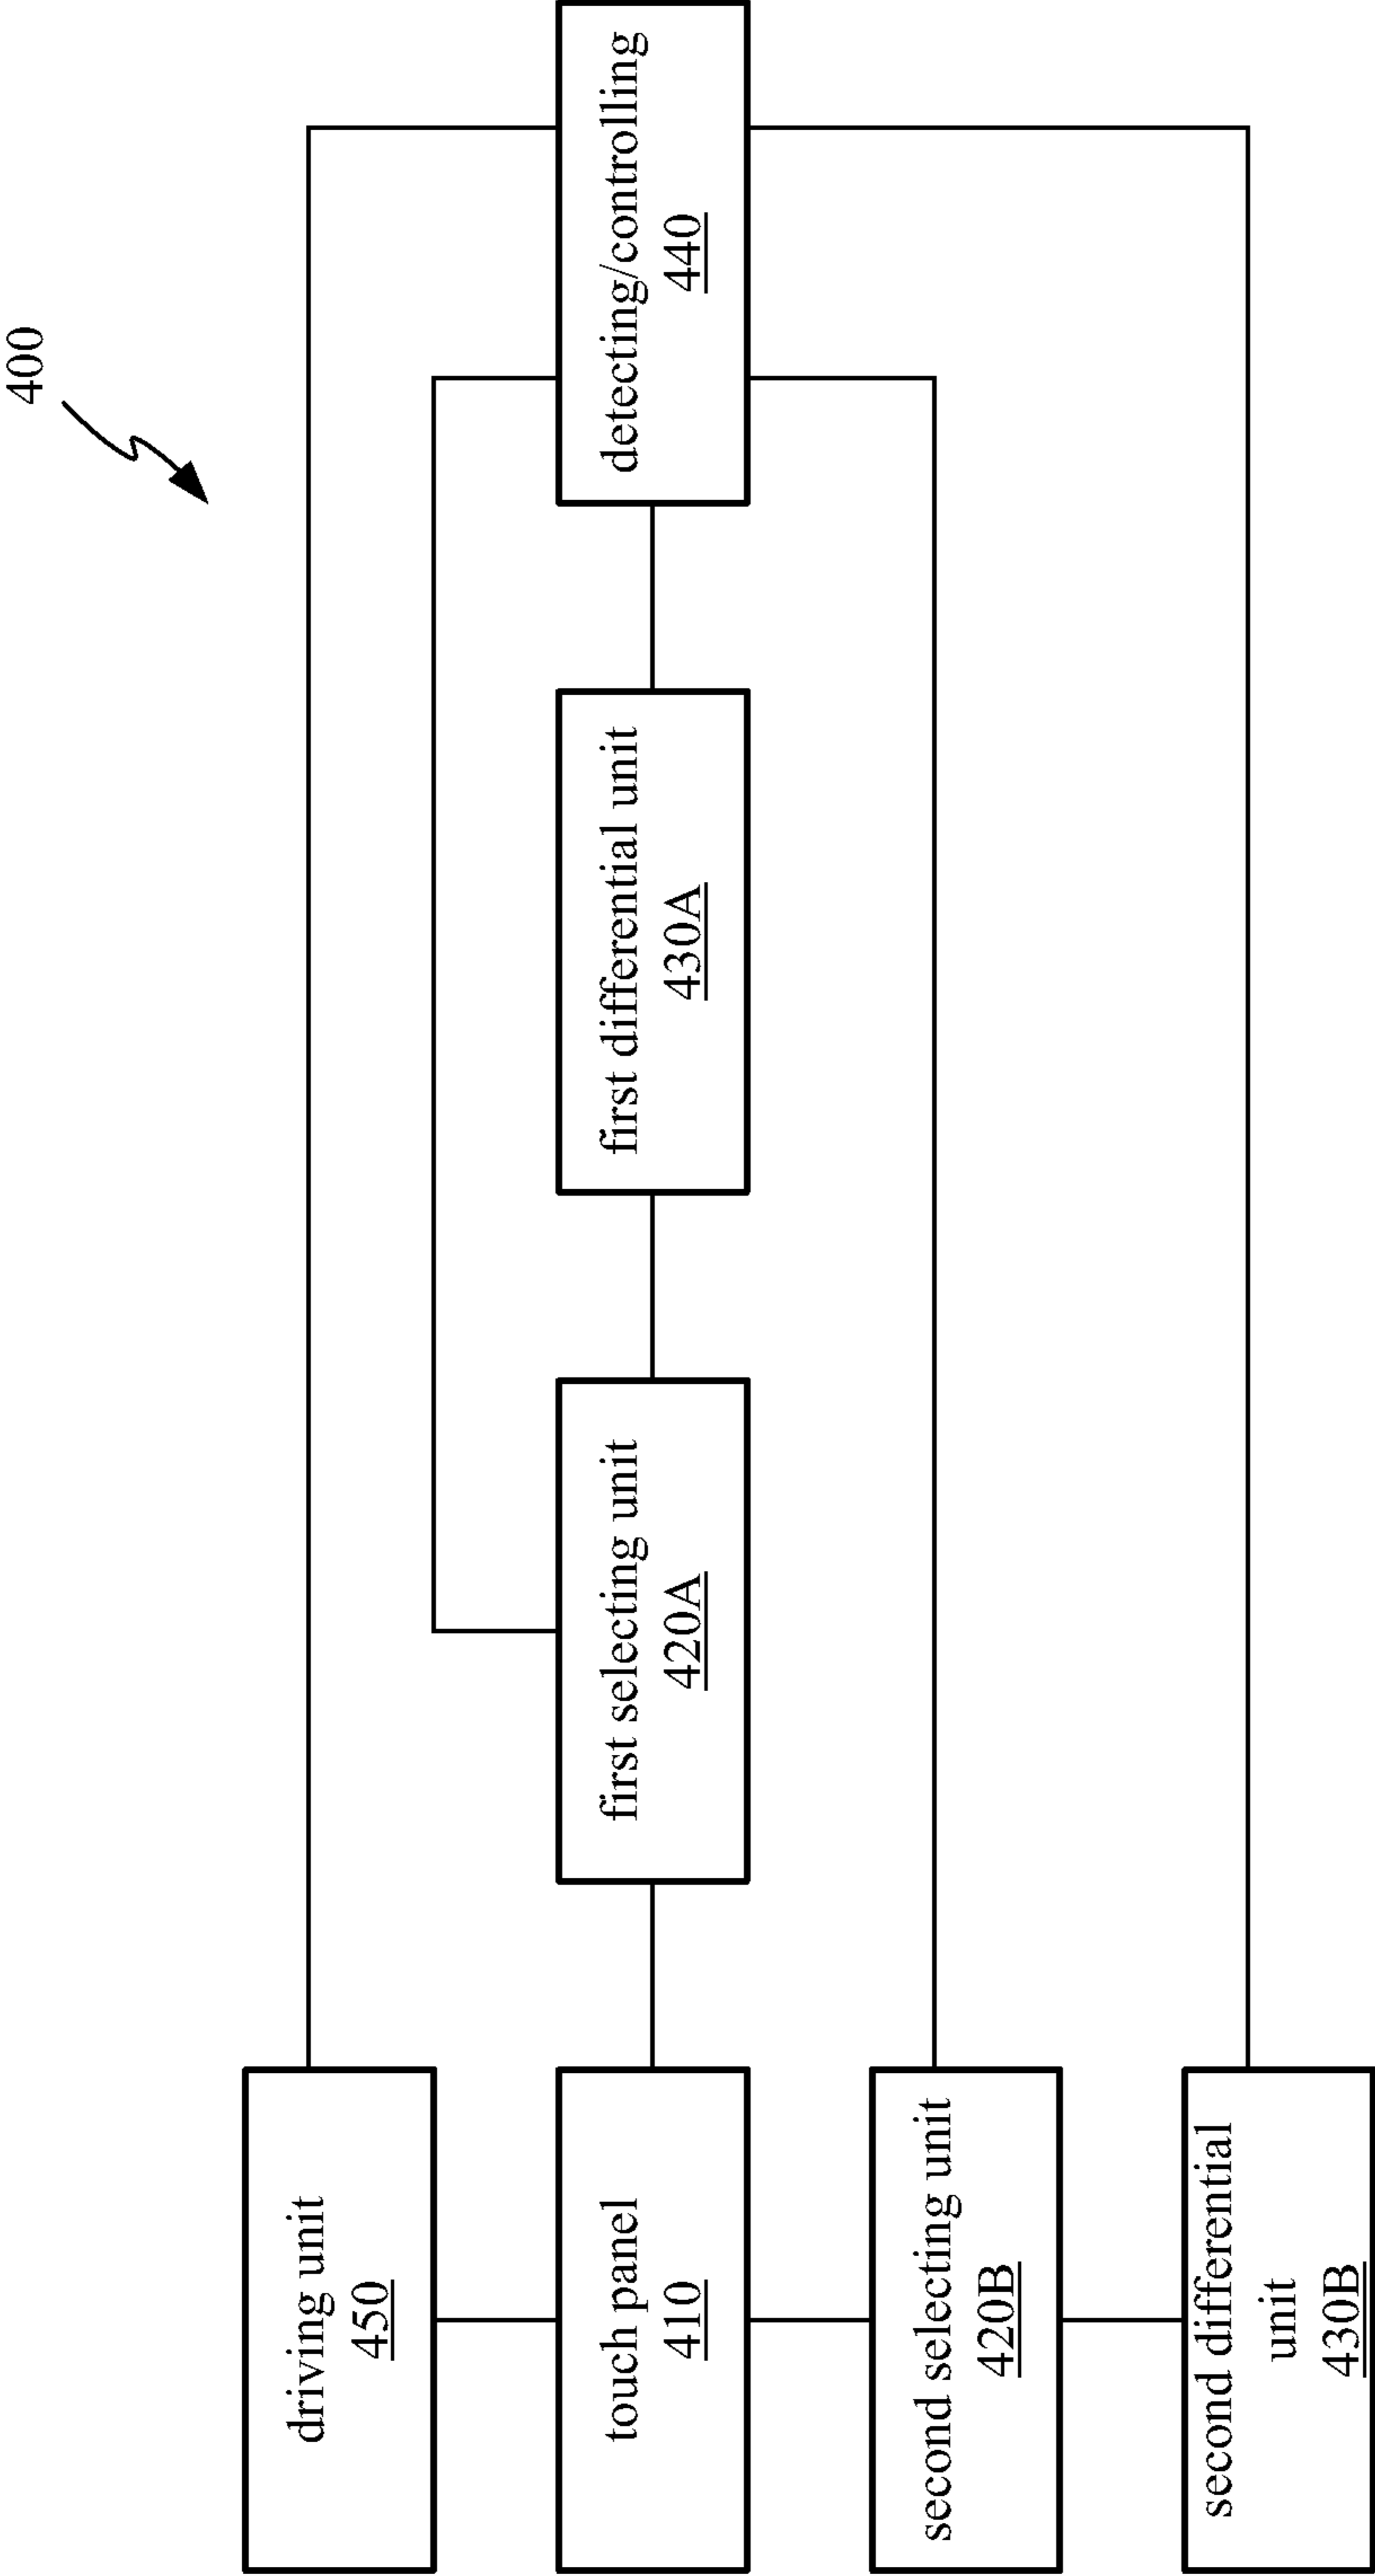 400
driving unit
450
touch panel
410
first selecting unit
420A
first differential unit
430A
detecting/controlling
440
second selecting unit
420B
second differential
unit
430B